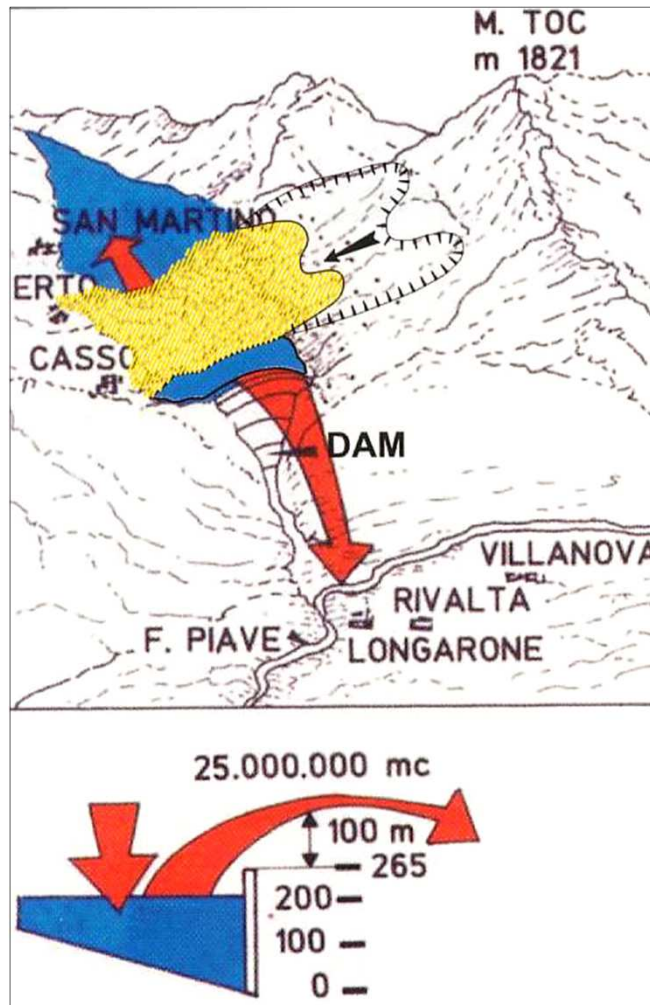 M. TOC
m 1821
SAN MARTINO
ERTO
CASSO
DAM
VILLANOVA
RIVALTA
F. PIAVE
LONGARONE
25.000.000 mc
100 m
265
200
100
0